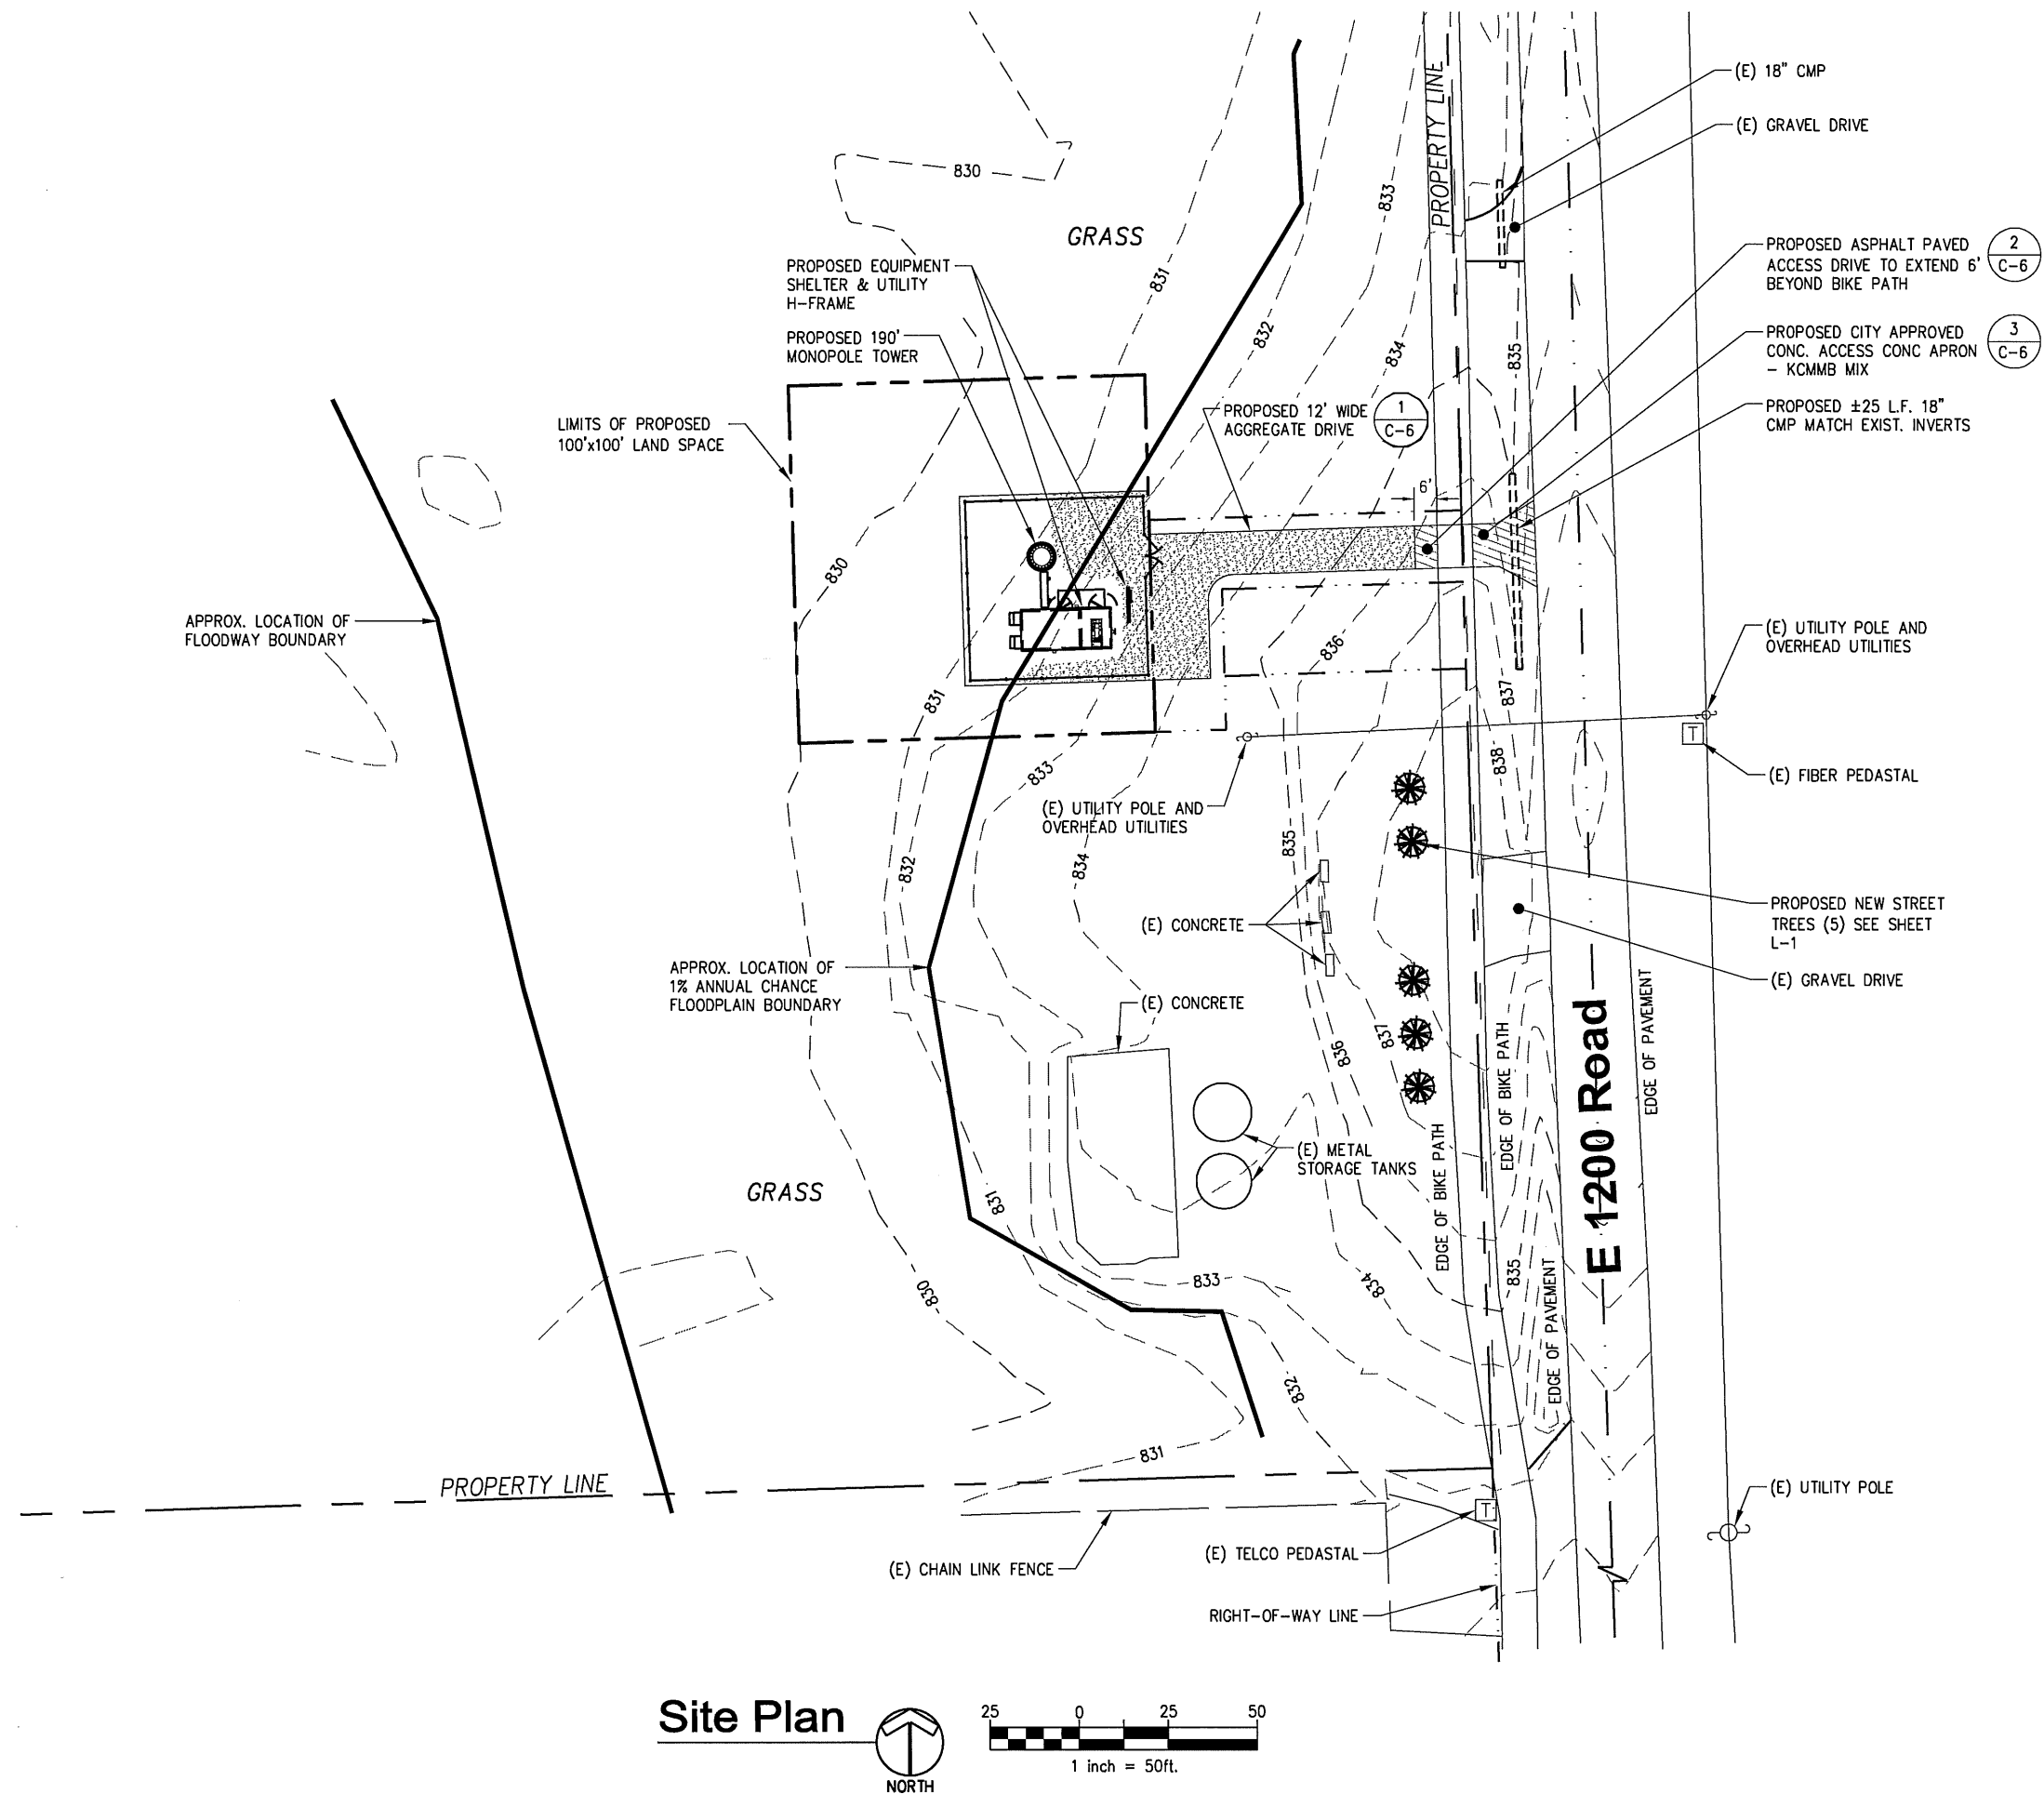 (E) 18" CMP
(E) GRAVEL DRIVE
PROPERTY LINE
830
833
GRASS
PROPOSED ASPHALT PAVED
ACCESS DRIVE TO EXTEND 6'
BEYOND BIKE PATH
2
C-6
PROPOSED EQUIPMENT
SHELTER & UTILITY
H-FRAME
831
832
834
835
PROPOSED 190'
MONOPOLE TOWER
PROPOSED CITY APPROVED
CONC. ACCESS CONC APRON
- KCMMB MIX
3
C-6
LIMITS OF PROPOSED
100'x100' LAND SPACE
PROPOSED 12' WIDE
AGGREGATE DRIVE
1
C-6
PROPOSED ±25 L.F. 18"
CMP MATCH EXIST. INVERTS
6'
830
APPROX. LOCATION OF
FLOODWAY BOUNDARY
836
(E) UTILITY POLE AND
OVERHEAD UTILITIES
831
837
T
838
833
(E) FIBER PEDASTAL
(E) UTILITY POLE AND
OVERHEAD UTILITIES
835
832
834
(E) CONCRETE
PROPOSED NEW STREET
TREES (5) SEE SHEET
L-1
APPROX. LOCATION OF
1% ANNUAL CHANCE
FLOODPLAIN BOUNDARY
(E) GRAVEL DRIVE
(E) CONCRETE
836
837
EDGE OF PAVEMENT
E 1200 Road
EDGE OF BIKE PATH
EDGE OF BIKE PATH
(E) METAL
STORAGE TANKS
GRASS
831
830
833
834
835
EDGE OF PAVEMENT
832
831
PROPERTY LINE
(E) UTILITY POLE
T
(E) CHAIN LINK FENCE
(E) TELCO PEDASTAL
RIGHT-OF-WAY LINE
Site Plan
NORTH
25 0 25 50
1 inch = 50ft.